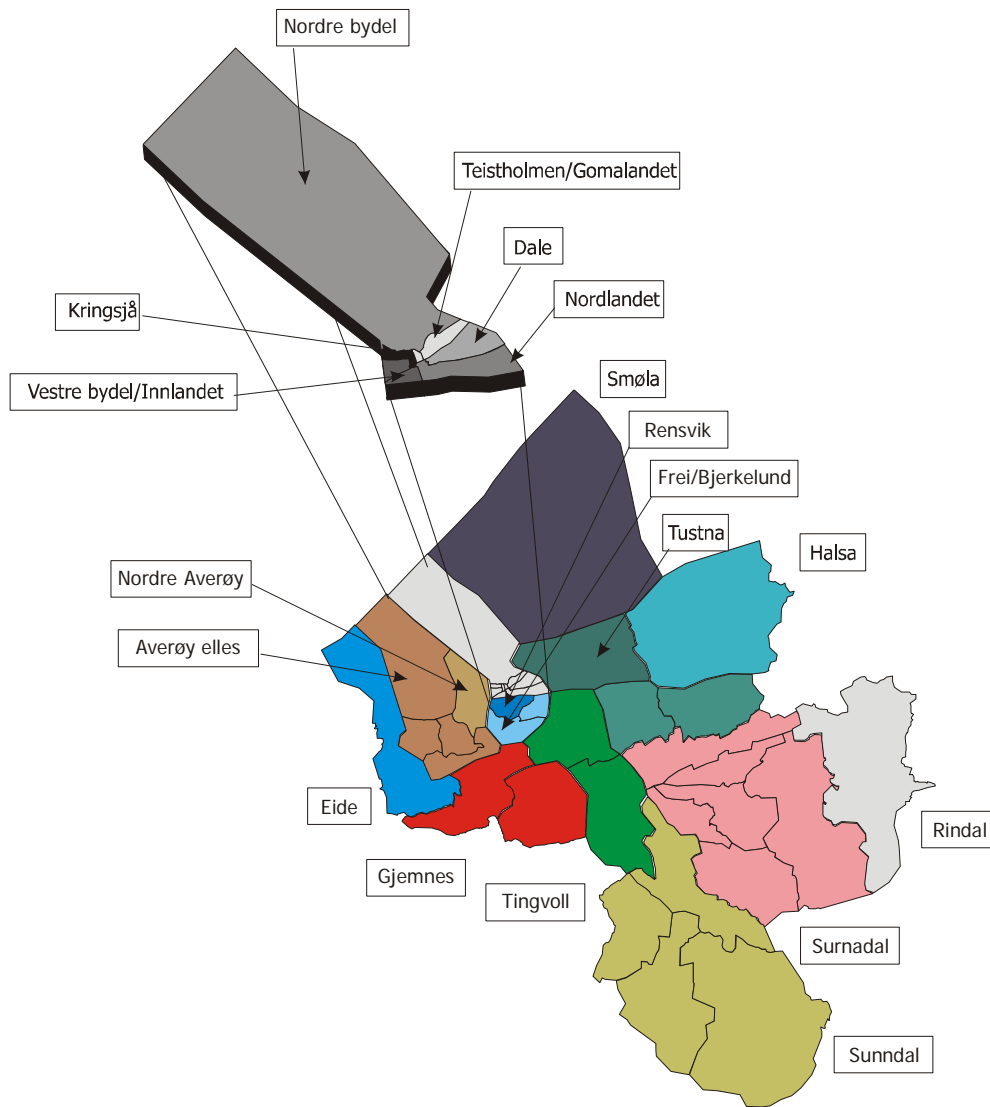 Nordre bydel
Teistholmen/Gomalandet
Dale
Nordlandet
Kringsjå
Vestre bydel/Innlandet
Smøla
Rensvik
Frei/Bjerkelund
Tustna
Halsa
Nordre Averøy
Averøy elles
Eide
Rindal
Gjemnes
Tingvoll
Surnadal
Sunndal